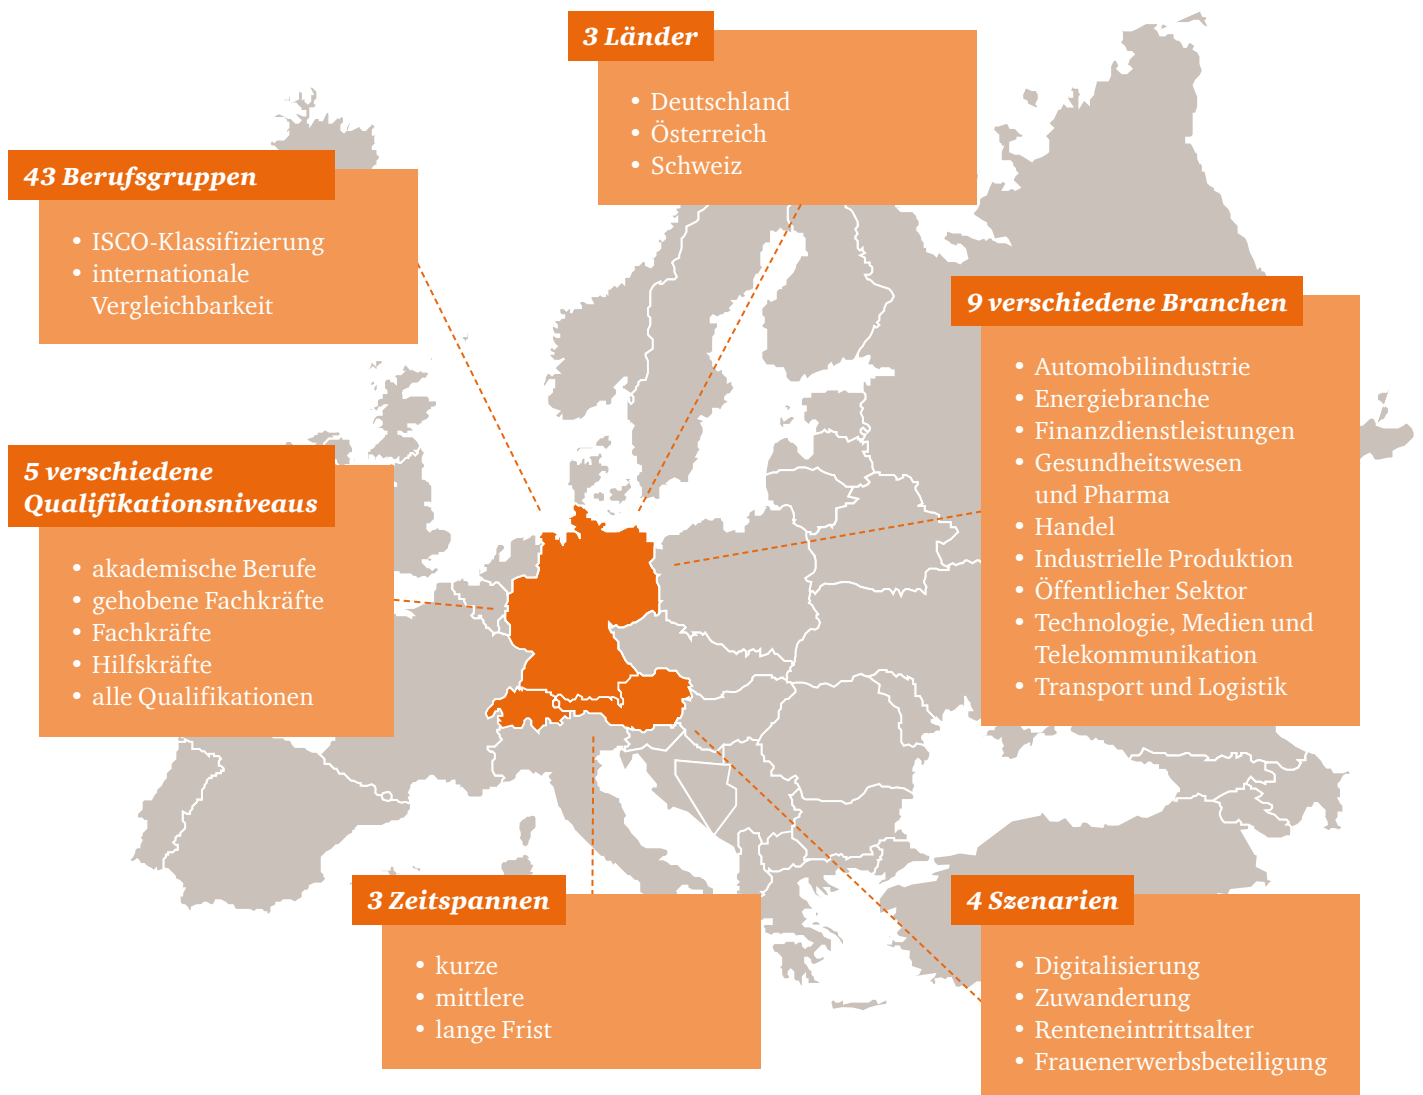 3 Länder
• Deutschland
• Österreich
• Schweiz
43 Berufsgruppen
• ISCO-Klassifizierung
• internationale
Vergleichbarkeit
9 verschiedene Branchen
• Automobilindustrie
• Energiebranche
• Finanzdienstleistungen
• Gesundheitswesen
und Pharma
• Handel
• Industrielle Produktion
• Öffentlicher Sektor
• Technologie, Medien und
Telekommunikation
• Transport und Logistik
5 verschiedene
Qualifikationsniveaus
• akademische Berufe
• gehobene Fachkräfte
• Fachkräfte
• Hilfskräfte
• alle Qualifikationen
3 Zeitspannen
• kurze
• mittlere
• lange Frist
4 Szenarien
• Digitalisierung
• Zuwanderung
• Renteneintrittsalter
• Frauenerwerbsbeteiligung